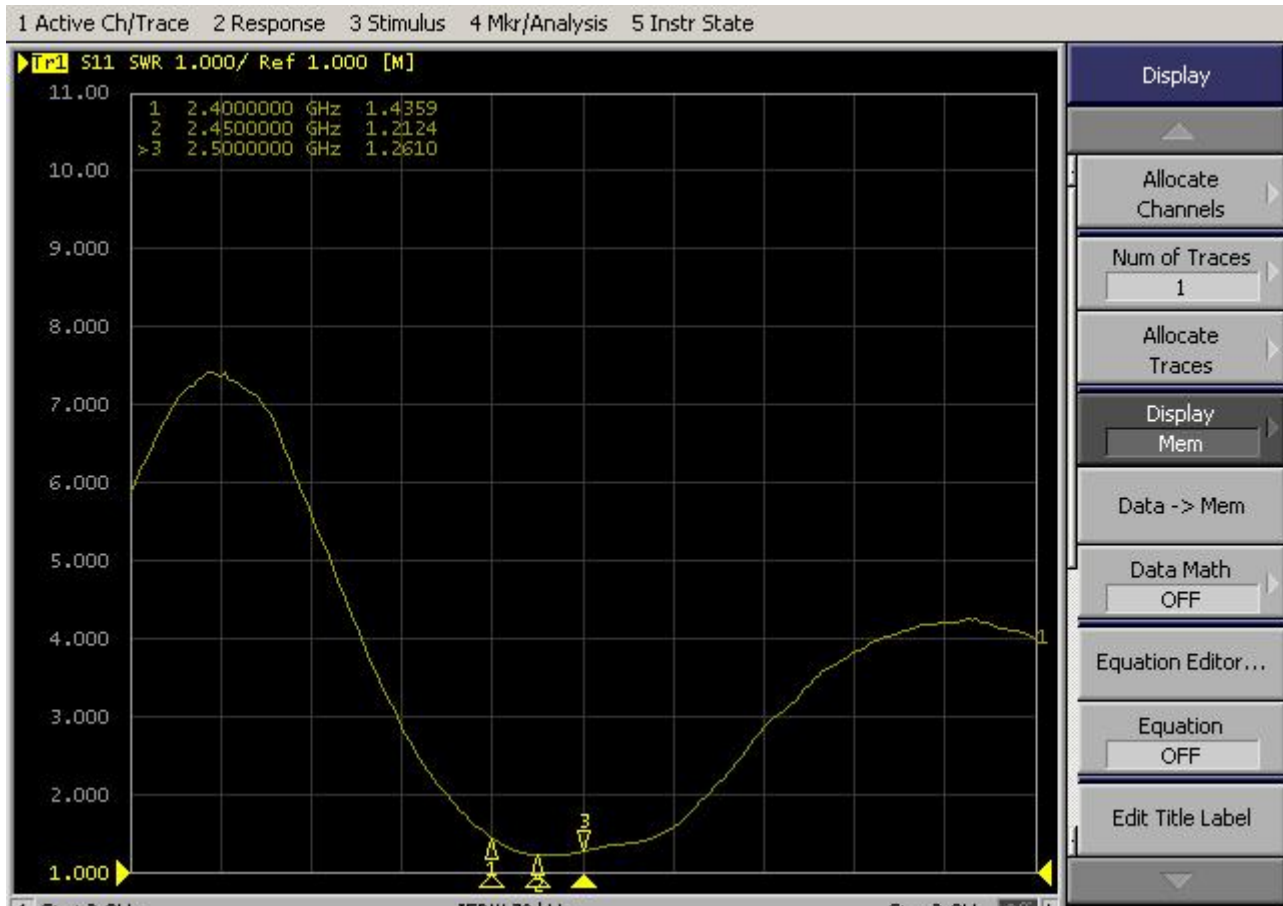 1 Active Ch/Trace 2 Response 3 Stimulus 4 Mkr/Analysis 5 Instr State
Tr1 S11 SWR 1.000/ Ref 1.000 [M]
11.00
1 2.4000000 GHz 1.4359
2 2.4500000 GHz 1.2124
>3 2.5000000 GHz 1.2610
10.00
9.000
8.000
7.000
6.000
5.000
4.000
3.000
2.000
1.000
1
2
3
1
Display
Allocate
Channels
Num of Traces
1
Allocate
Traces
Display
Mem
Data -> Mem
Data Math
OFF
Equation Editor...
Equation
OFF
Edit Title Label